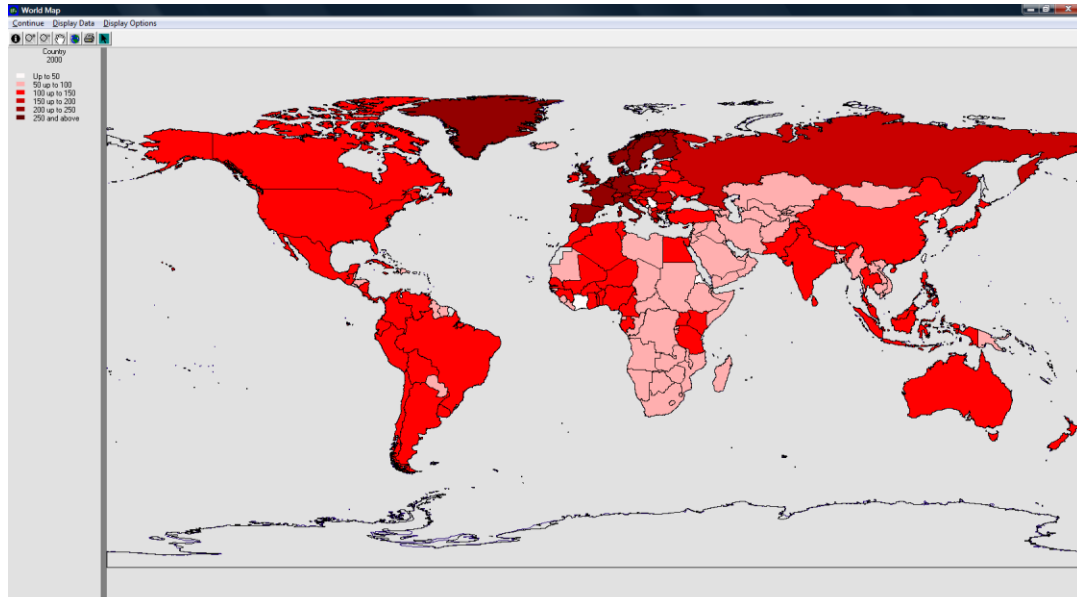 World Map
Continue Display Data Display Options
Country
2000
Up to 50
50 up to 100
100 up to 150
150 up to 200
200 up to 250
250 and above